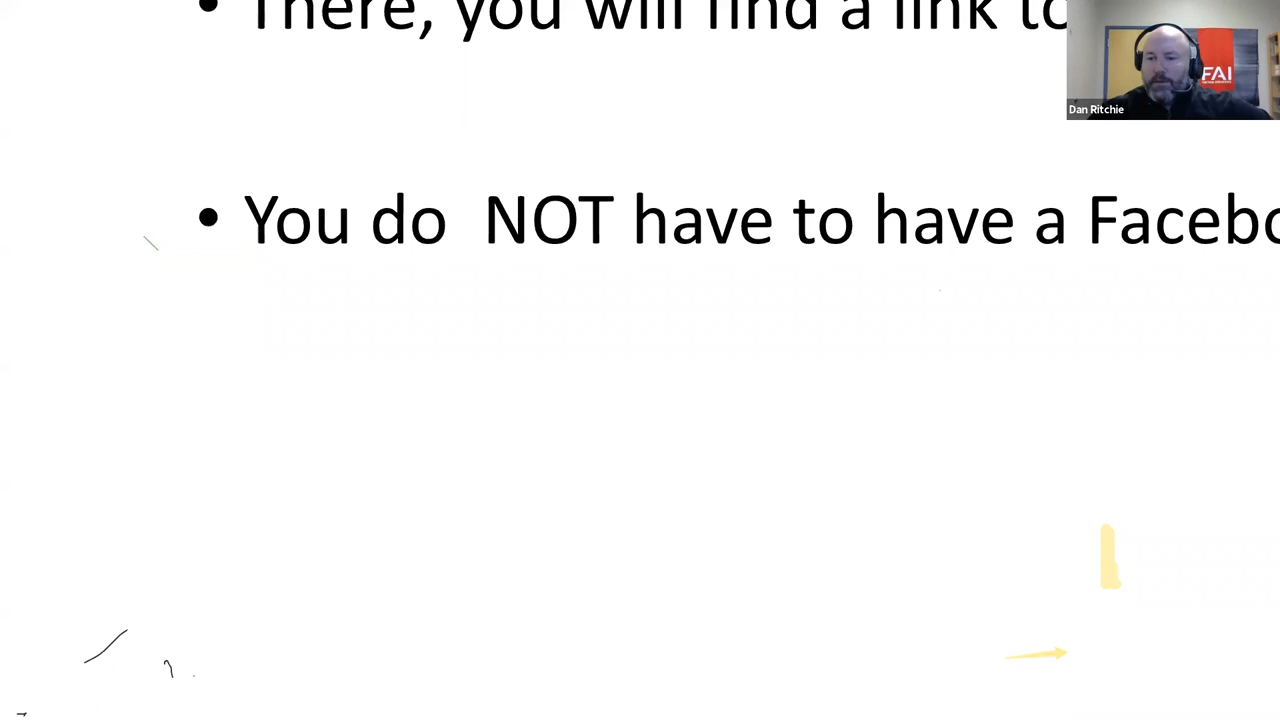 • There, you will find a link to
• You do  NOT have to have a Facebo
FAI
Dan Ritchie